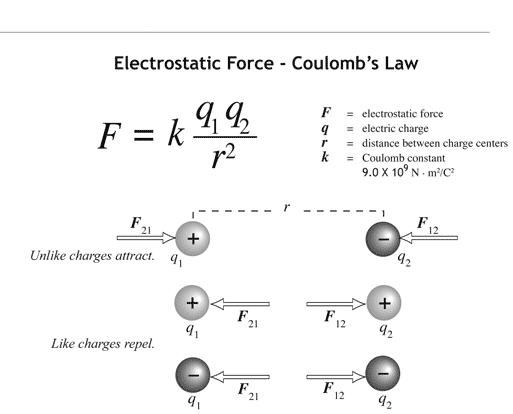 Electrostatic Force - Coulomb's Law
F = k q₁ q₂ / r²
F = electrostatic force
q = electric charge
r = distance between charge centers
k = Coulomb constant
9.0 X 10⁹ N · m²/C²
r
F₂₁ + − F₁₂
Unlike charges attract. q₁ q₂
+ F₂₁ F₁₂ +
q₁ q₂
Like charges repel.
− F₂₁ F₁₂ −
q₁ q₂